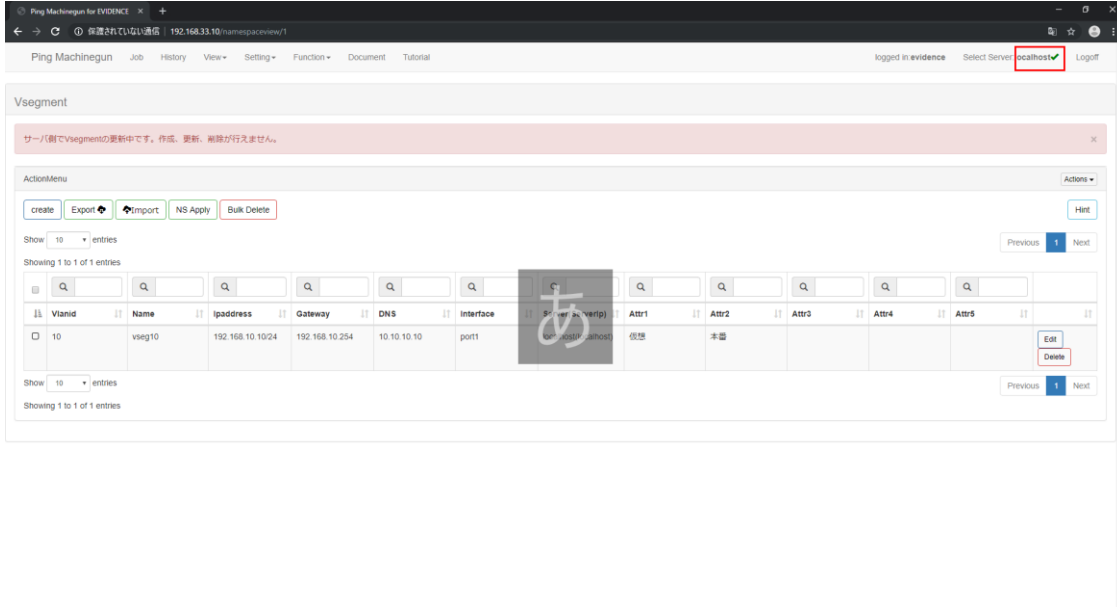 Ping Machinegun for EVIDENCE
保護されていない通信 | 192.168.33.10/namespaceview/1
Ping Machinegun Job History View Setting Function Document Tutorial logged in:evidence Select Server:localhost Logoff
Vsegment
サーバ側でVsegmentの更新中です。作成、更新、削除が行えません。 ×
ActionMenu Actions
create Export Import NS Apply Bulk Delete Hint
Show 10 entries
Previous 1 Next
Showing 1 to 1 of 1 entries
Vlanid Name Ipaddress Gateway DNS Interface Server(Serverip) Attr1 Attr2 Attr3 Attr4 Attr5
10 vseg10 192.168.10.10/24 192.168.10.254 10.10.10.10 port1 localhost(localhost) 仮想 本番 Edit
Delete
あ
Show 10 entries
Previous 1 Next
Showing 1 to 1 of 1 entries